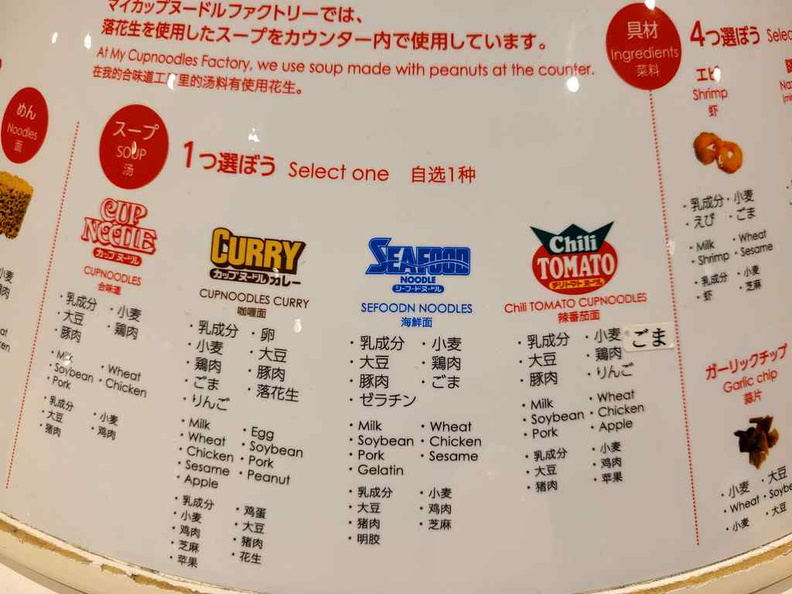 マイカップヌードルファクトリーでは、
落花生を使用したスープをカウンター内で使用しています。
At My Cupnoodles Factory, we use soup made with peanuts at the counter.
在我的合味道工厂里的汤料有使用花生。
めん
Noodles
面
スープ
SOUP
汤
1つ選ぼう Select one 自选1种
CUP
NOODLE
カップヌードル
CUPNOODLES
合味道
・乳成分 ・小麦
・大豆 ・鶏肉
・豚肉
・Milk ・Wheat
・Soybean ・Chicken
・Pork
・乳成分 ・小麦
・大豆 ・鸡肉
・猪肉
CURRY
カップヌードルカレー
CUPNOODLES CURRY
咖喱面
・乳成分 ・卵
・小麦 ・大豆
・鶏肉 ・豚肉
・ごま ・落花生
・りんご
・Milk ・Egg
・Wheat ・Soybean
・Chicken ・Pork
・Sesame ・Peanut
・Apple
・乳成分 ・鸡蛋
・小麦 ・大豆
・鸡肉 ・猪肉
・芝麻 ・花生
・苹果
SEAFOOD
NOODLE
シーフードヌードル
SEFOODN NOODLES
海鮮面
・乳成分 ・小麦
・大豆 ・鶏肉
・豚肉 ・ごま
・ゼラチン
・Milk ・Wheat
・Soybean ・Chicken
・Pork ・Sesame
・Gelatin
・乳成分 ・小麦
・大豆 ・鸡肉
・猪肉 ・芝麻
・明胶
Chili
TOMATO
チリトマトヌードル
Chili TOMATO CUPNOODLES
辣番茄面
・乳成分 ・小麦 ごま
・大豆 ・鶏肉
・豚肉 ・りんご
・Milk ・Wheat
・Soybean ・Chicken
・Pork ・Apple
・乳成分 ・小麦
・大豆 ・鸡肉
・猪肉 ・苹果
具材
Ingredients
菜料
4つ選ぼう
エビ
Shrimp
虾
・乳成分 ・小麦
・えび ・ごま
・Milk ・Wheat
・Shrimp ・Sesame
・乳成分 ・小麦
・虾 ・芝麻
ガーリックチップ
Garlic chip
蒜片
・小麦 ・大豆
・Wheat
・小麦 ・大豆